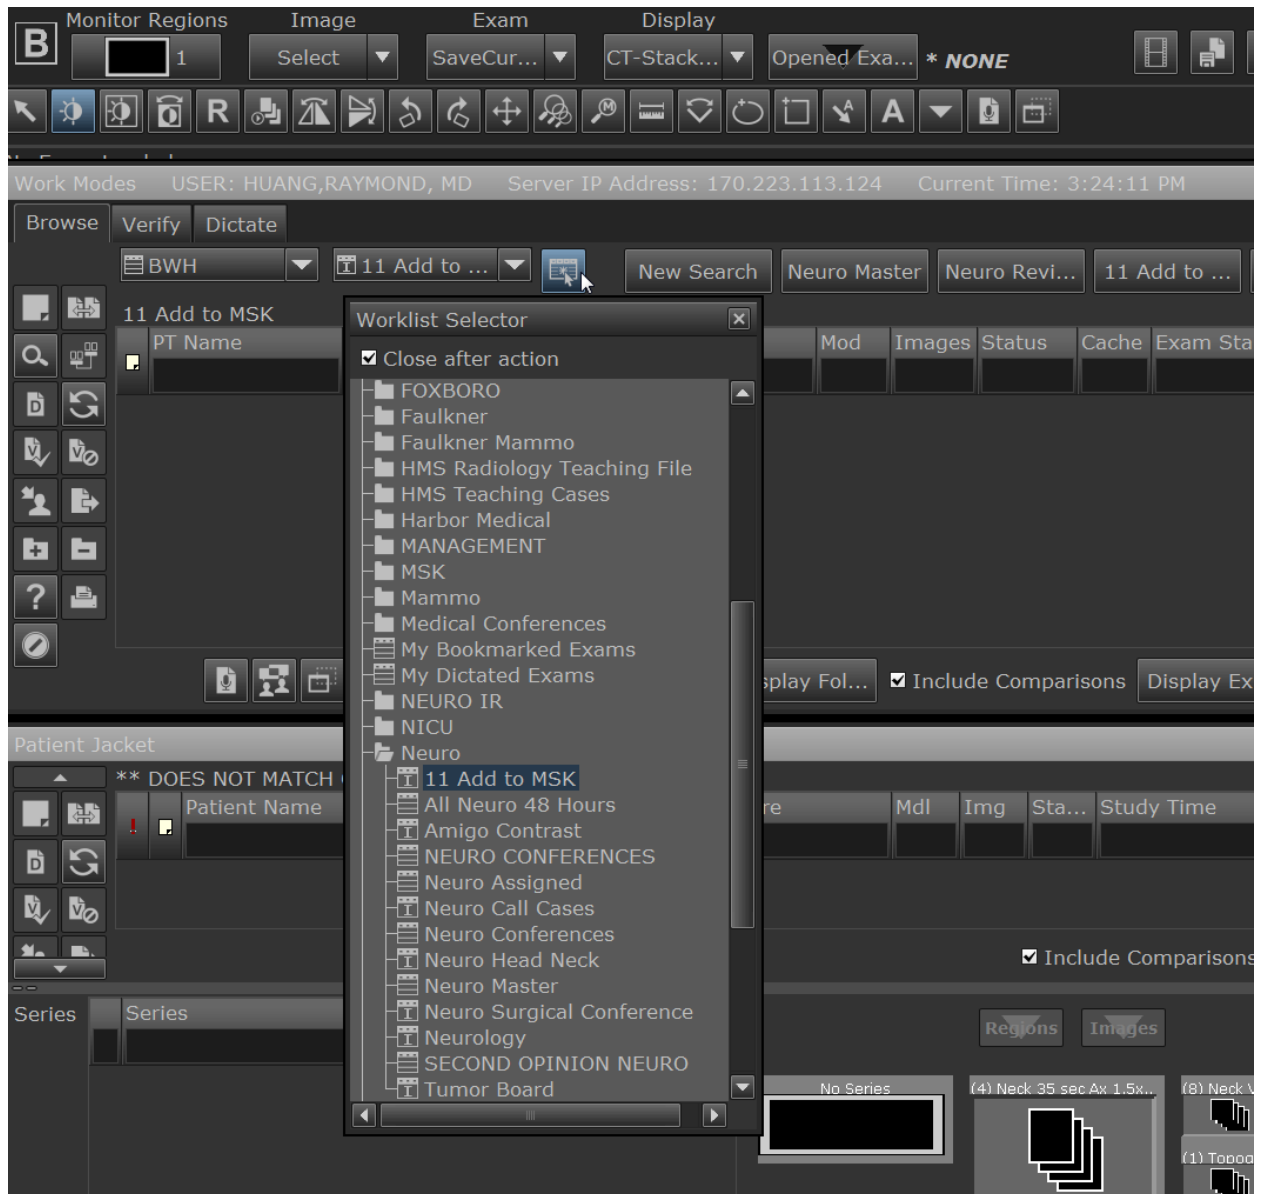 B Monitor Regions Image Exam Display
1 Select SaveCur... CT-Stack... Opened Exa... * NONE
R M A A
Work Modes USER: HUANG,RAYMOND, MD Server IP Address: 170.223.113.124 Current Time: 3:24:11 PM
Browse Verify Dictate
BWH 11 Add to ... New Search Neuro Master Neuro Revi... 11 Add to ...
11 Add to MSK
Worklist Selector
PT Name Mod Images Status Cache Exam Sta
Close after action
FOXBORO
Faulkner
Faulkner Mammo
HMS Radiology Teaching File
HMS Teaching Cases
Harbor Medical
MANAGEMENT
MSK
Mammo
Medical Conferences
My Bookmarked Exams
My Dictated Exams
splay Fol... Include Comparisons Display Ex
NEURO IR
NICU
Neuro
11 Add to MSK
All Neuro 48 Hours
Amigo Contrast
NEURO CONFERENCES
Neuro Assigned
Neuro Call Cases
Neuro Conferences
Neuro Head Neck
Neuro Master
Neuro Surgical Conference
Neurology
SECOND OPINION NEURO
Tumor Board
Patient Jacket
** DOES NOT MATCH
Patient Name re Mdl Img Sta... Study Time
Include Comparisons
Series Series
Regions Images
No Series (4) Neck 35 sec Ax 1.5x... (8) Neck V
(1) Topog